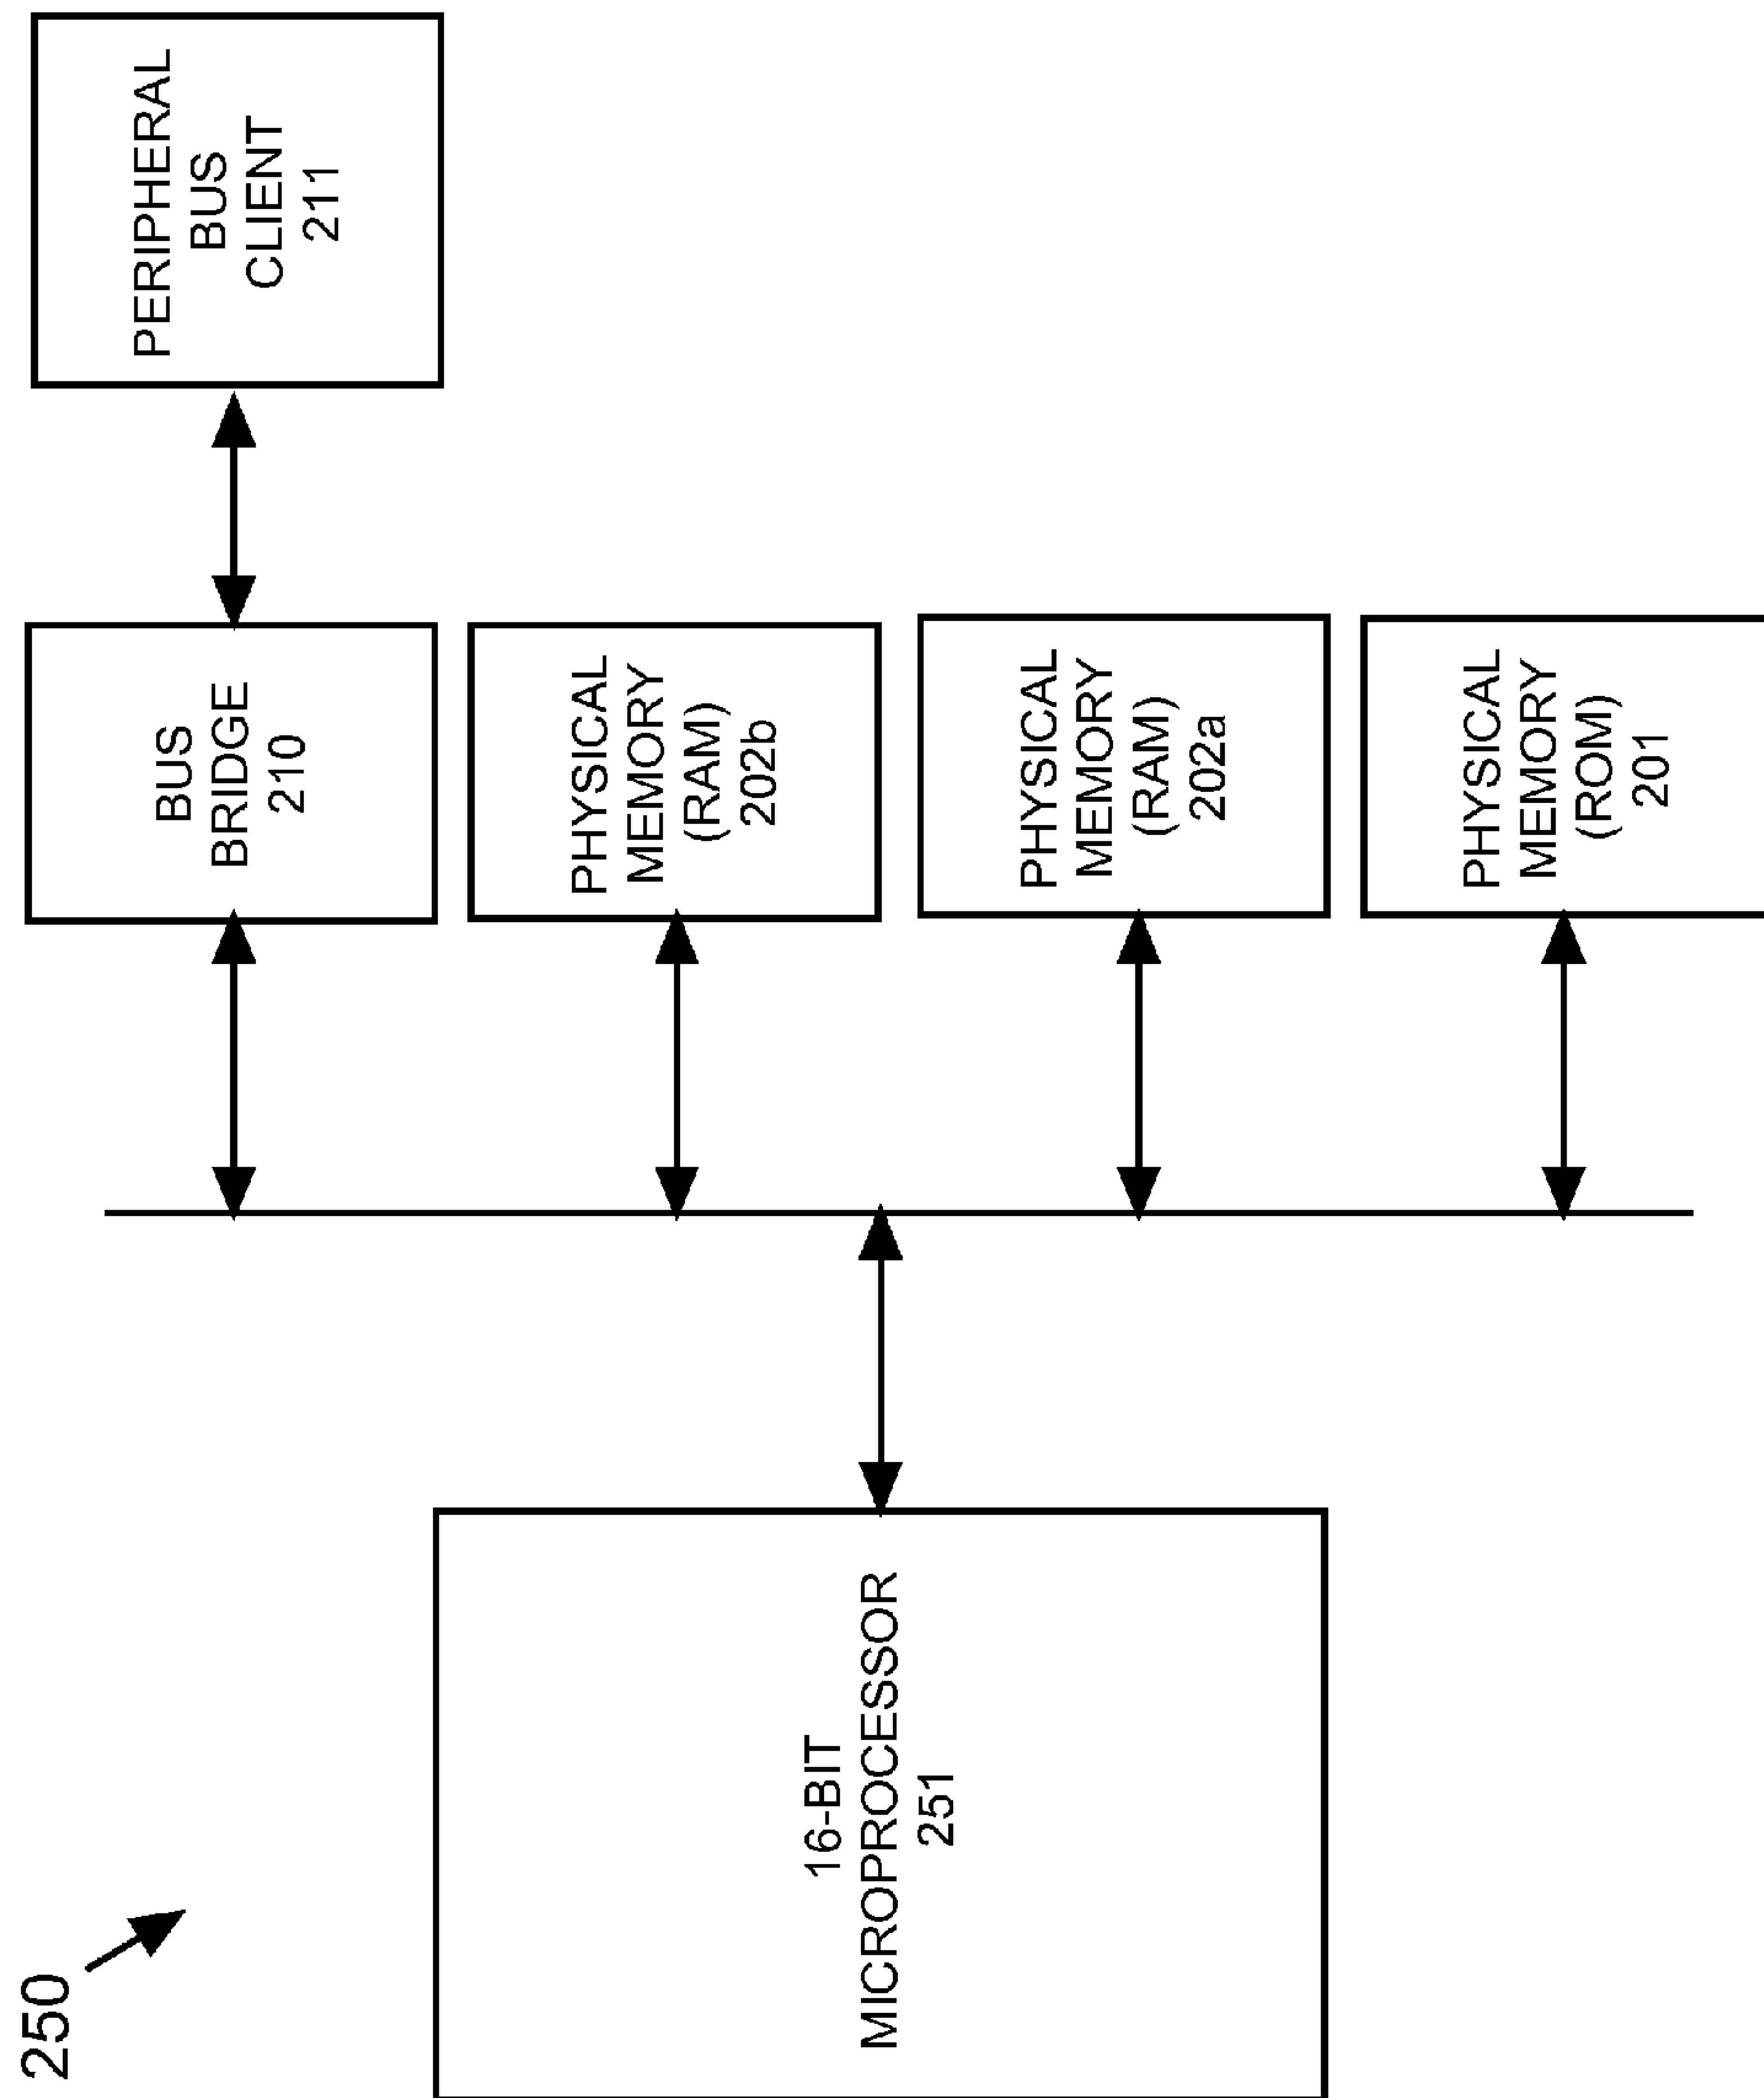 250
16-BIT
MICROPROCESSOR
251
BUS
BRIDGE
210
PHYSICAL
MEMORY
(RAM)
202b
PHYSICAL
MEMORY
(RAM)
202a
PHYSICAL
MEMORY
(ROM)
201
PERIPHERAL
BUS
CLIENT
211